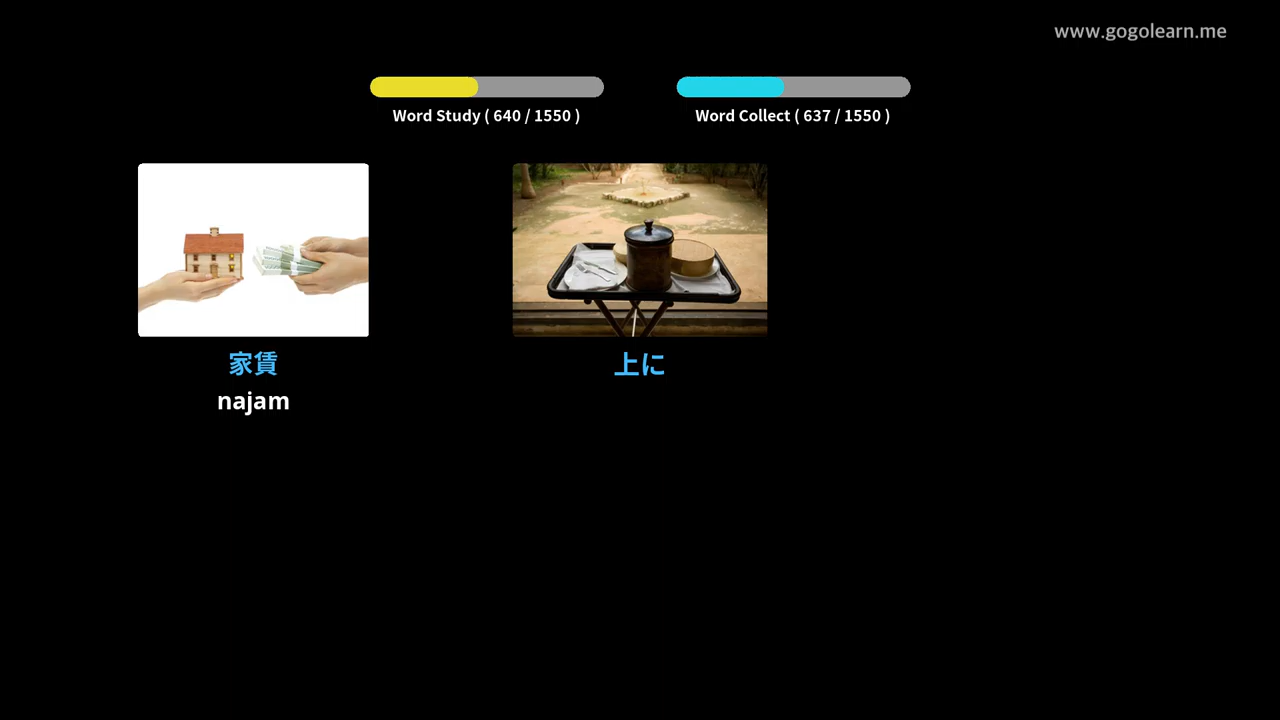 www.gogolearn.me
Word Study ( 640 / 1550 )
Word Collect ( 637 / 1550 )
家賃
najam
上に